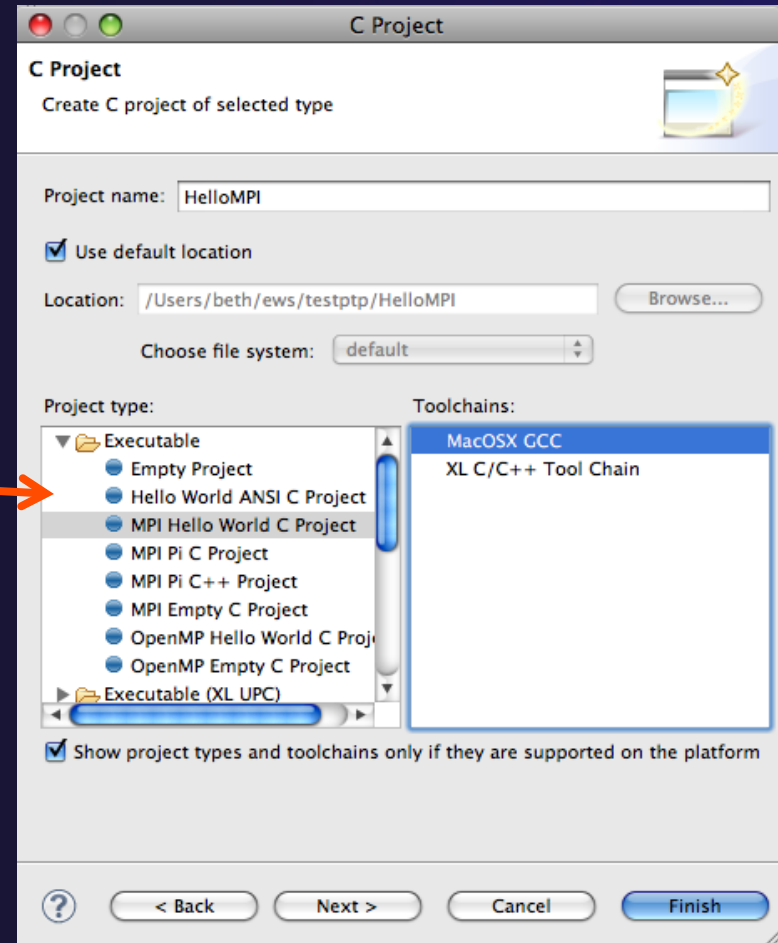 C Project
C Project
Create C project of selected type
Project name: HelloMPI
Use default location
Location: /Users/beth/ews/testptp/HelloMPI Browse...
Choose file system: default
Project type:
Executable
Empty Project
Hello World ANSI C Project
MPI Hello World C Project
MPI Pi C Project
MPI Pi C++ Project
MPI Empty C Project
OpenMP Hello World C Proj
OpenMP Empty C Project
Executable (XL UPC)
Toolchains:
MacOSX GCC
XL C/C++ Tool Chain
Show project types and toolchains only if they are supported on the platform
? < Back Next > Cancel Finish